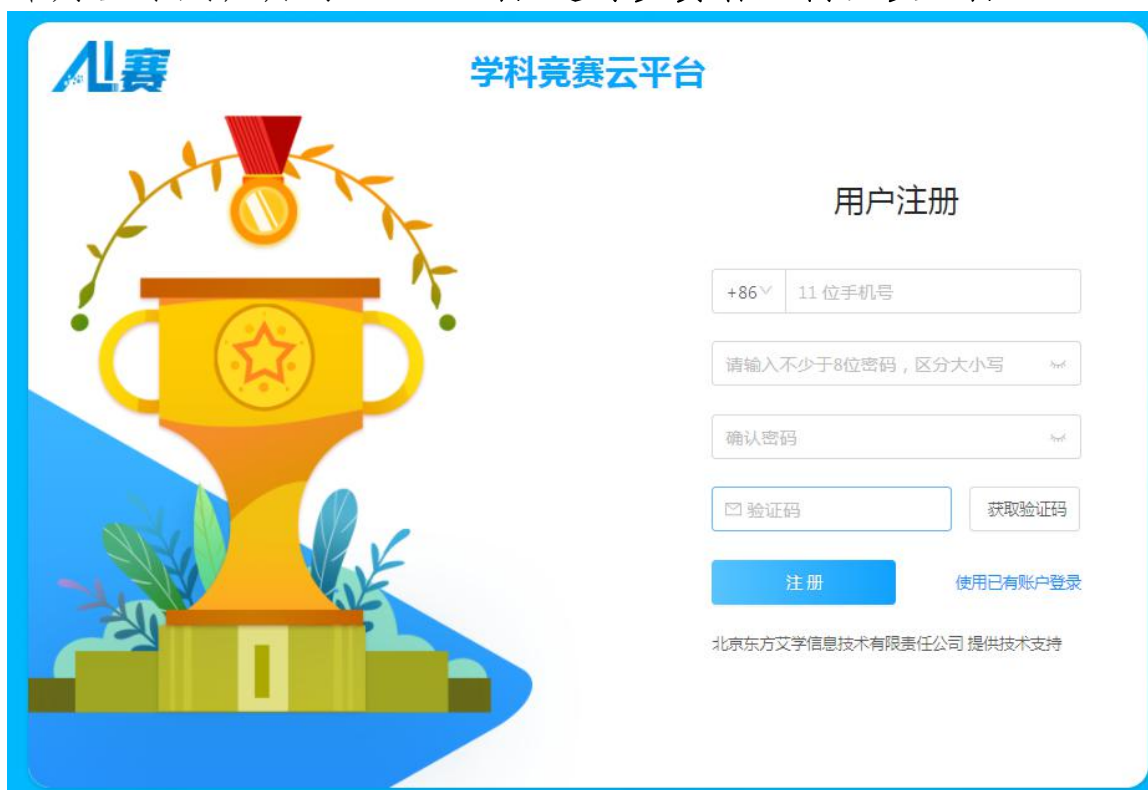 赛
学科竞赛云平台
用户注册
+86 11 位手机号
请输入不少于8位密码，区分大小写
确认密码
验证码 获取验证码
注 册 使用已有账户登录
北京东方艾学信息技术有限责任公司 提供技术支持